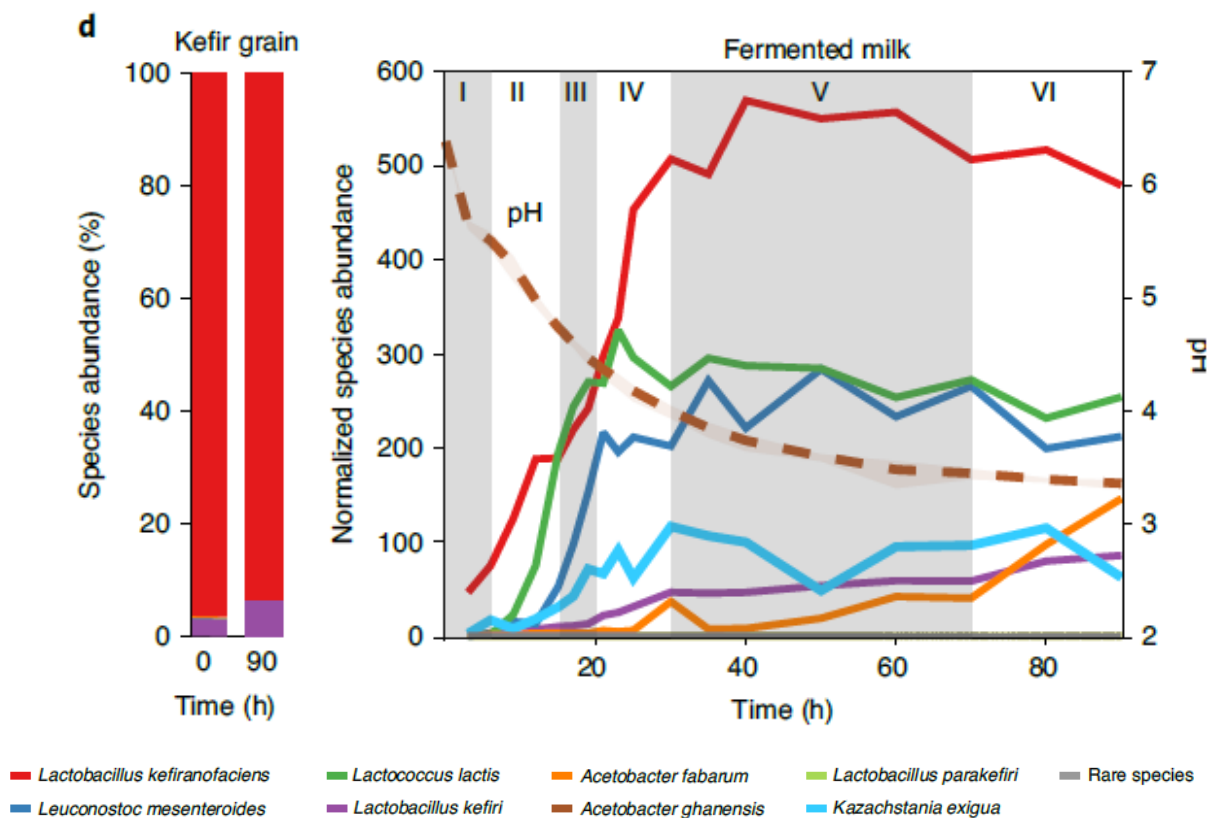 d
Kefir grain
Fermented milk
100
80
60
40
20
0
Species abundance (%)
0 90
Time (h)
600
500
400
300
200
100
0
Normalized species abundance
I II III IV V VI
pH
7
6
5
4
3
2
pH
20 40 60 80
Time (h)
Lactobacillus kefiranofaciens
Lactococcus lactis
Acetobacter fabarum
Lactobacillus parakefiri
Rare species
Leuconostoc mesenteroides
Lactobacillus kefiri
Acetobacter ghanensis
Kazachstania exigua